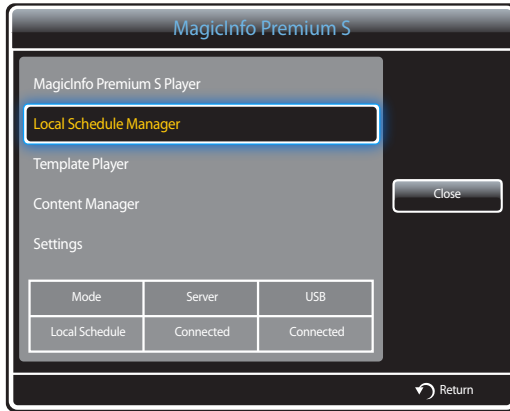 MagicInfo Premium S
MagicInfo Premium S Player
Local Schedule Manager
Template Player
Content Manager
Close
Settings
Mode Server USB
Local Schedule Connected Connected
Return